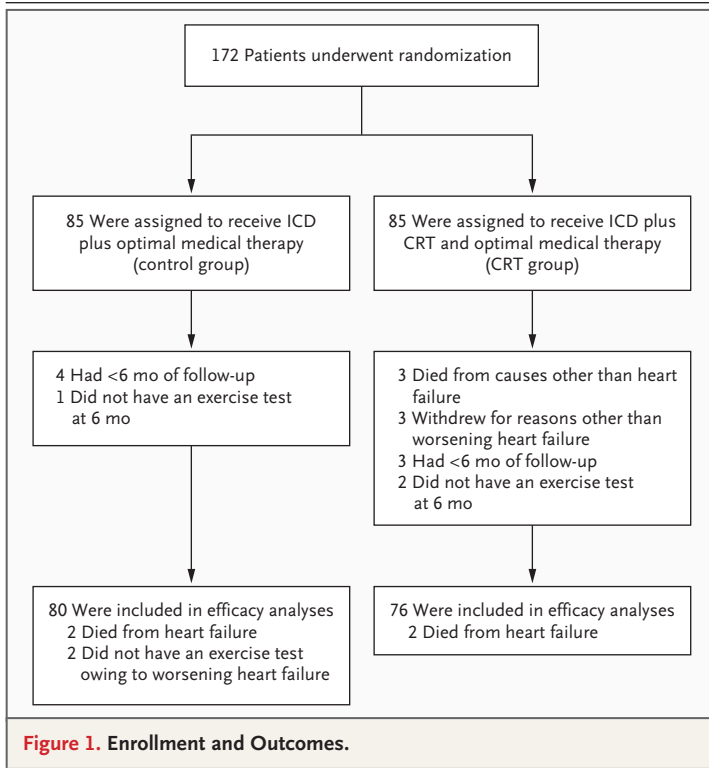 172 Patients underwent randomization
85 Were assigned to receive ICD
plus optimal medical therapy
(control group)
85 Were assigned to receive ICD plus
CRT and optimal medical therapy
(CRT group)
4 Had <6 mo of follow-up
1 Did not have an exercise test
at 6 mo
3 Died from causes other than heart
failure
3 Withdrew for reasons other than
worsening heart failure
3 Had <6 mo of follow-up
2 Did not have an exercise test
at 6 mo
80 Were included in efficacy analyses
2 Died from heart failure
2 Did not have an exercise test
owing to worsening heart failure
76 Were included in efficacy analyses
2 Died from heart failure
Figure 1. Enrollment and Outcomes.